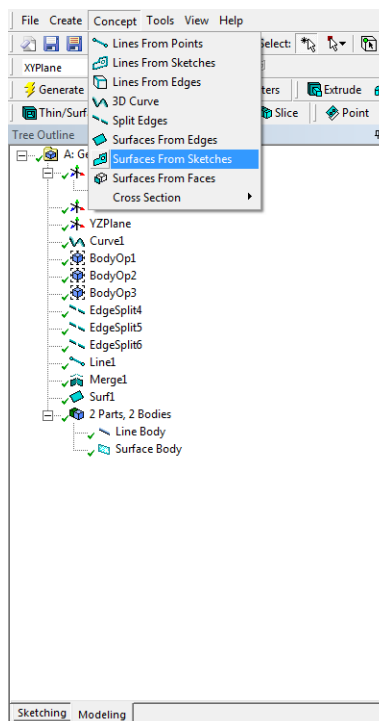 File Create Concept Tools View Help
Lines From Points
Select:
Lines From Sketches
XYPlane
Lines From Edges
Generate
3D Curve
Extrude
Thin/Surf
Split Edges
Slice
Point
Tree Outline
Surfaces From Edges
Surfaces From Sketches
Surfaces From Faces
Cross Section
YZPlane
Curve1
BodyOp1
BodyOp2
BodyOp3
EdgeSplit4
EdgeSplit5
EdgeSplit6
Line1
Merge1
Surf1
2 Parts, 2 Bodies
Line Body
Surface Body
Sketching Modeling